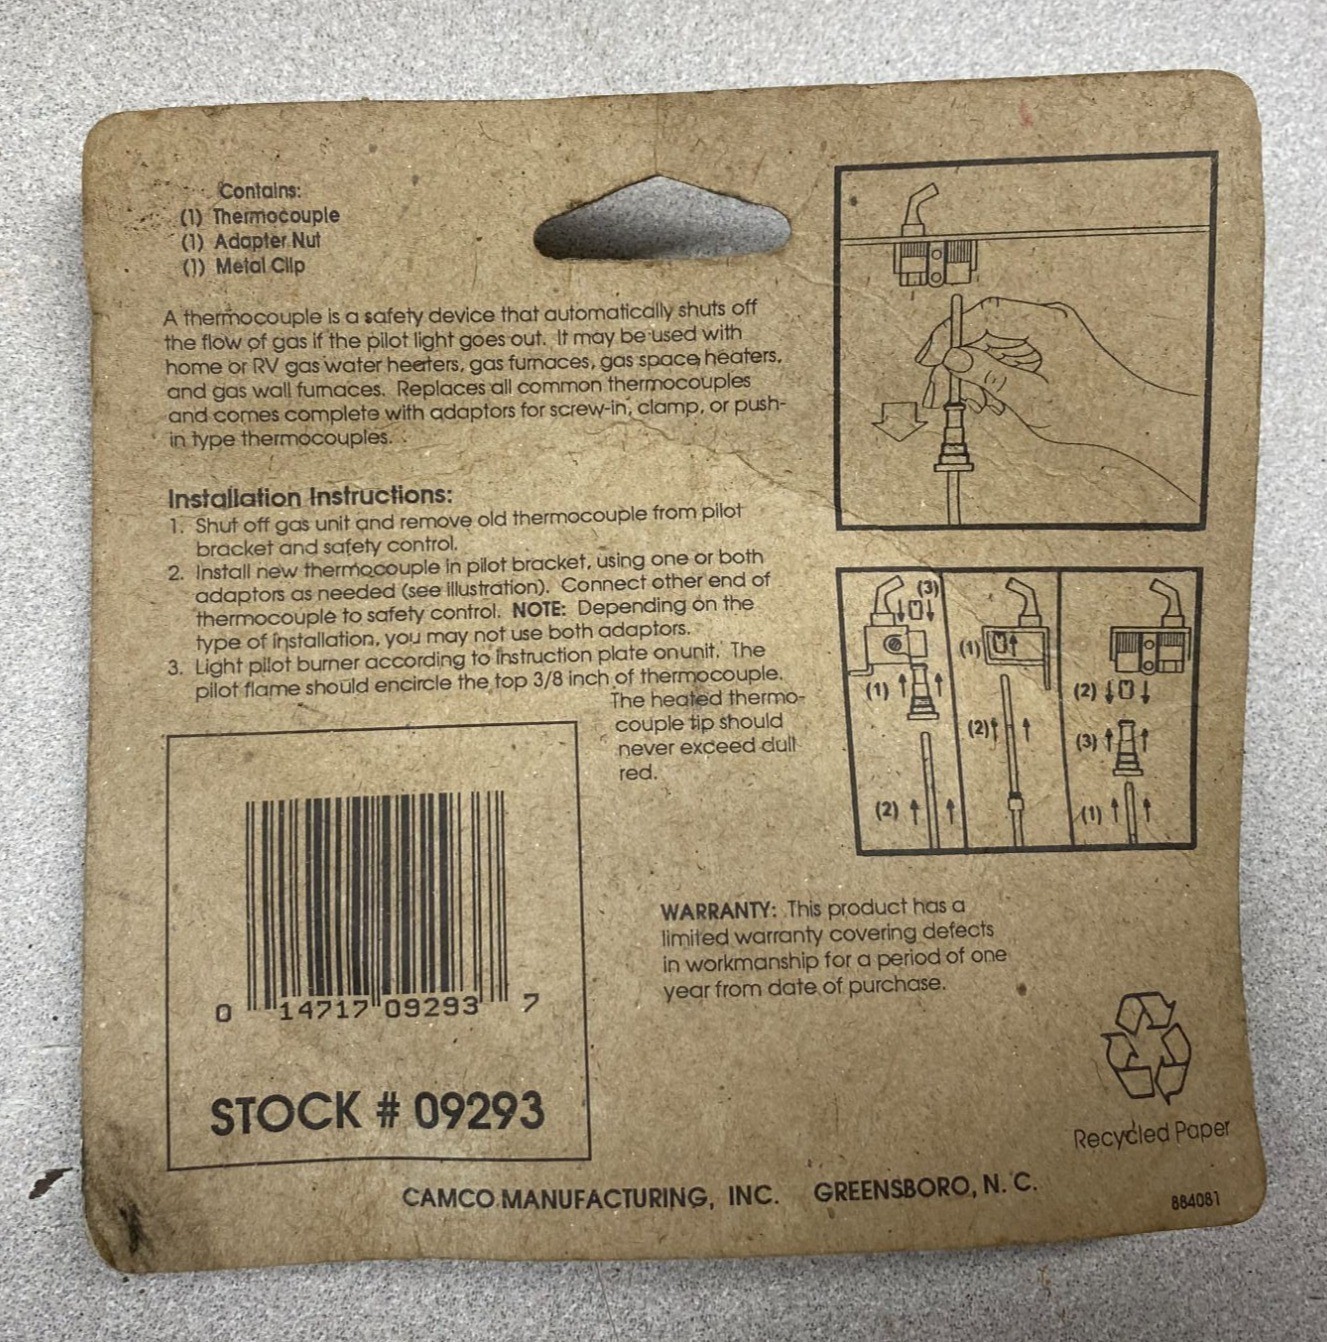 Contains:
(1) Thermocouple
(1) Adapter Nut
(1) Metal Clip
A thermocouple is a safety device that automatically shuts off
the flow of gas if the pilot light goes out. It may be used with
home or RV gas water heaters, gas furnaces, gas space heaters,
and gas wall furnaces. Replaces all common thermocouples
and comes complete with adaptors for screw-in, clamp, or push-
in type thermocouples.
Installation Instructions:
1. Shut off gas unit and remove old thermocouple from pilot
bracket and safety control.
2. Install new thermocouple in pilot bracket, using one or both
adaptors as needed (see illustration). Connect other end of
thermocouple to safety control. NOTE: Depending on the
type of installation, you may not use both adaptors.
3. Light pilot burner according to instruction plate on unit. The
pilot flame should encircle the top 3/8 inch of thermocouple.
The heated thermo-
couple tip should
never exceed dull
red.
(3)
(1)
(2)
(1)
(2)
(2)
(3)
(1)
0 14717 09293 7
STOCK # 09293
WARRANTY: This product has a
limited warranty covering defects
in workmanship for a period of one
year from date of purchase.
Recycled Paper
CAMCO MANUFACTURING, INC. GREENSBORO, N. C.
884081